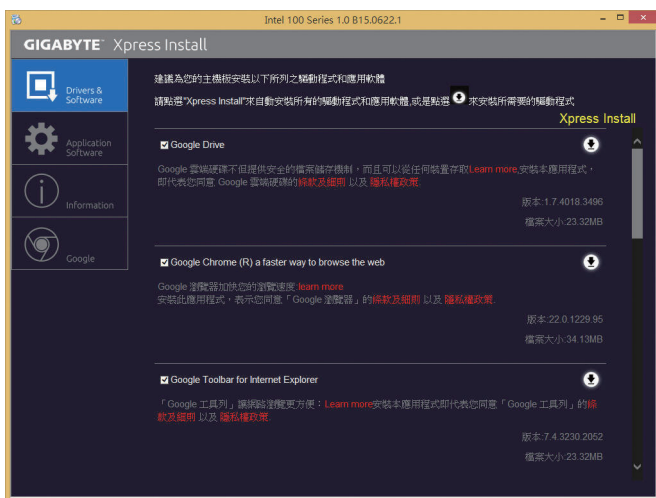 Intel 100 Series 1.0 B15.0622.1
GIGABYTE™ Xpress Install
Drivers &
Software
Application
Software
Information
Google
建議為您的主機板安裝以下所列之驅動程式和應用軟體
請點選"Xpress Install"來自動安裝所有的驅動程式和應用軟體,或是點選 來安裝所需要的驅動程式
Xpress Install
Google Drive
Google 雲端硬碟不但提供安全的檔案儲存機制，而且可以從任何裝置存取Learn more,安裝本應用程式，
即代表您同意 Google 雲端硬碟的條款及細則 以及 隱私權政策.
版本:1.7.4018.3496
檔案大小:23.32MB
Google Chrome (R) a faster way to browse the web
Google 瀏覽器加快您的瀏覽速度:learn more
安裝此應用程式，表示您同意「Google 瀏覽器」的條款及細則 以及 隱私權政策.
版本:22.0.1229.95
檔案大小:34.13MB
Google Toolbar for Internet Explorer
「Google 工具列」讓網路瀏覽更方便：Learn more安裝本應用程式即代表您同意「Google 工具列」的條
款及細則 以及 隱私權政策.
版本:7.4.3230.2052
檔案大小:23.32MB